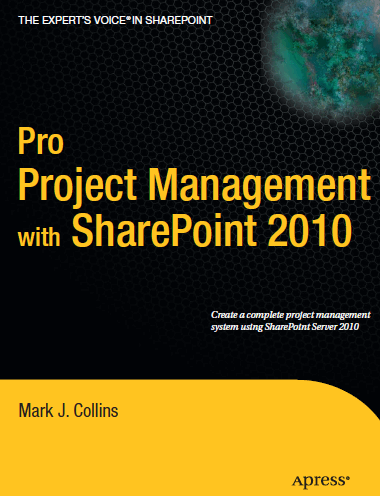 THE EXPERT'S VOICE® IN SHAREPOINT
Pro
Project Management
with SharePoint 2010
Create a complete project management
system using SharePoint Server 2010
Mark J. Collins
Apress®